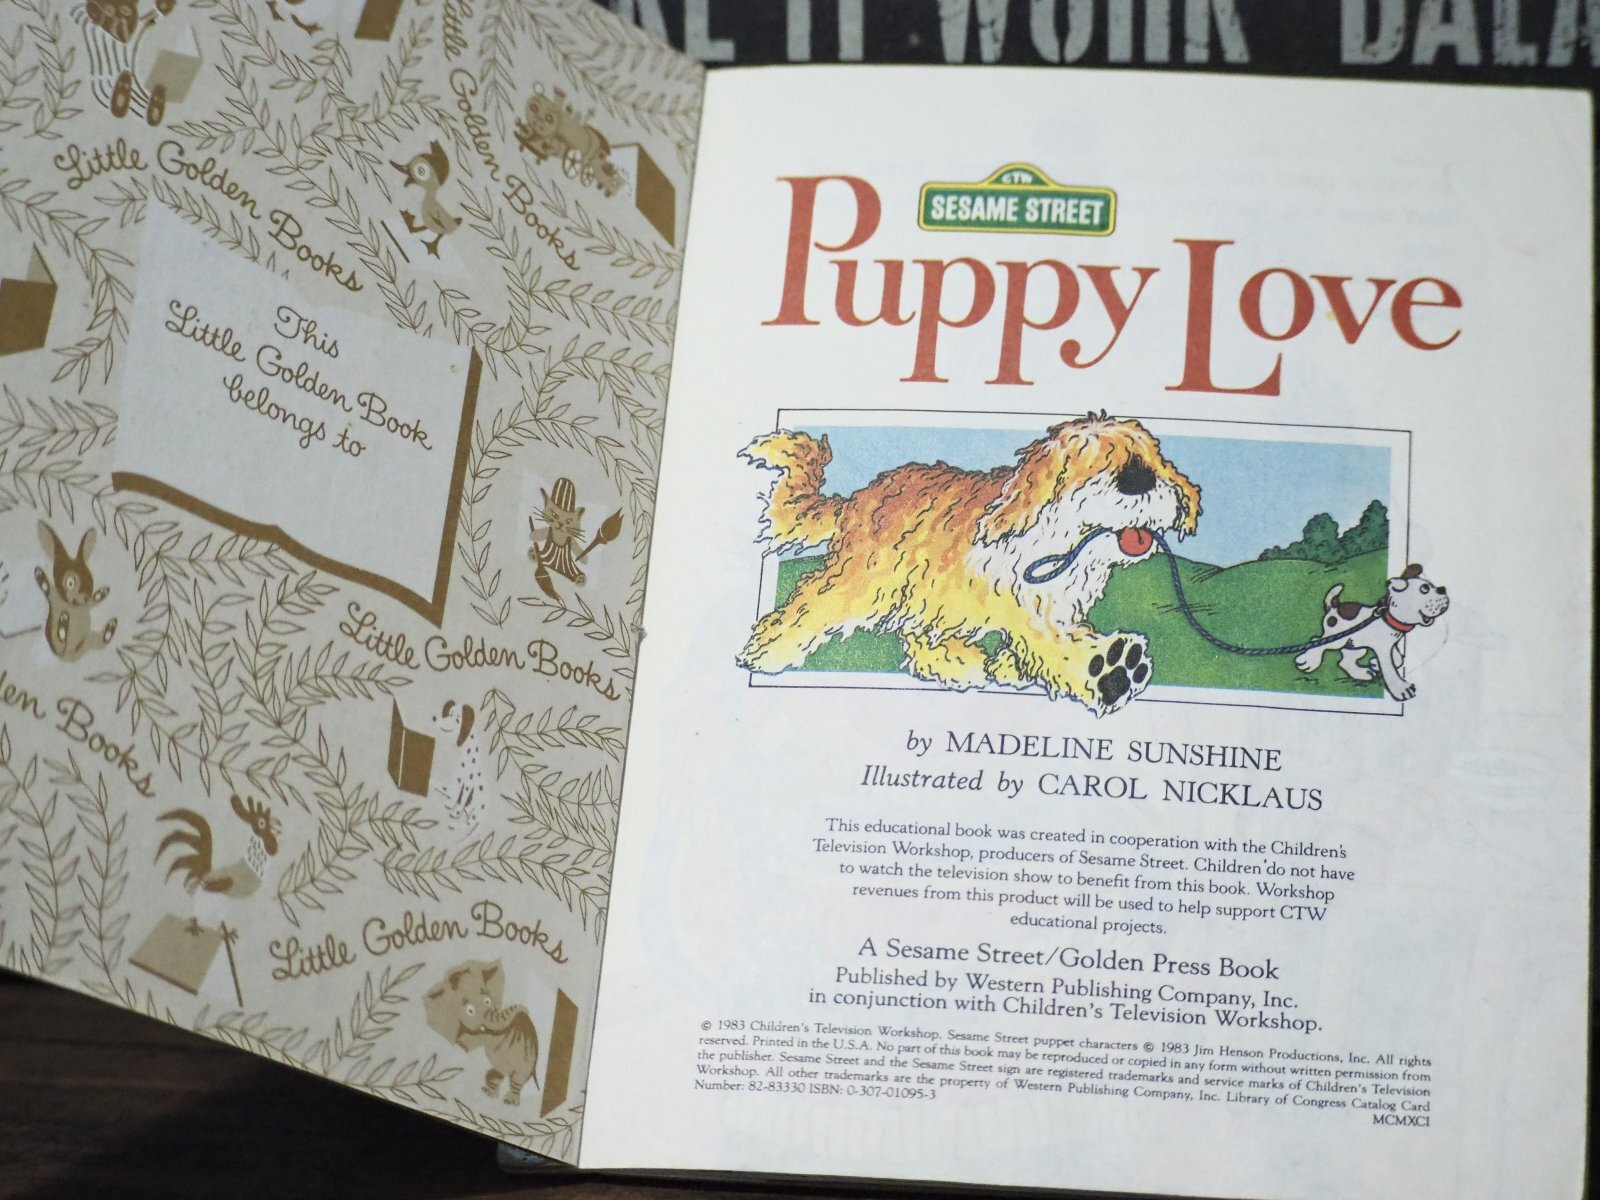 Little Golden Books
Little Golden Books
This
Little Golden Book
belongs to
Little Golden Books
Golden Books
Little Golden Books
IT WORK
CTW
SESAME STREET
Puppy Love
by MADELINE SUNSHINE
Illustrated by CAROL NICKLAUS
This educational book was created in cooperation with the Children's
Television Workshop, producers of Sesame Street. Children do not have
to watch the television show to benefit from this book. Workshop
revenues from this product will be used to help support CTW
educational projects.
A Sesame Street/Golden Press Book
Published by Western Publishing Company, Inc.
in conjunction with Children's Television Workshop.
© 1983 Children's Television Workshop. Sesame Street puppet characters © 1983 Jim Henson Productions, Inc. All rights
reserved. Printed in the U.S.A. No part of this book may be reproduced or copied in any form without written permission from
the publisher. Sesame Street and the Sesame Street sign are registered trademarks and service marks of Children's Television
Workshop. All other trademarks are the property of Western Publishing Company, Inc. Library of Congress Catalog Card
Number: 82-83330 ISBN: 0-307-01095-3
MCMXCI